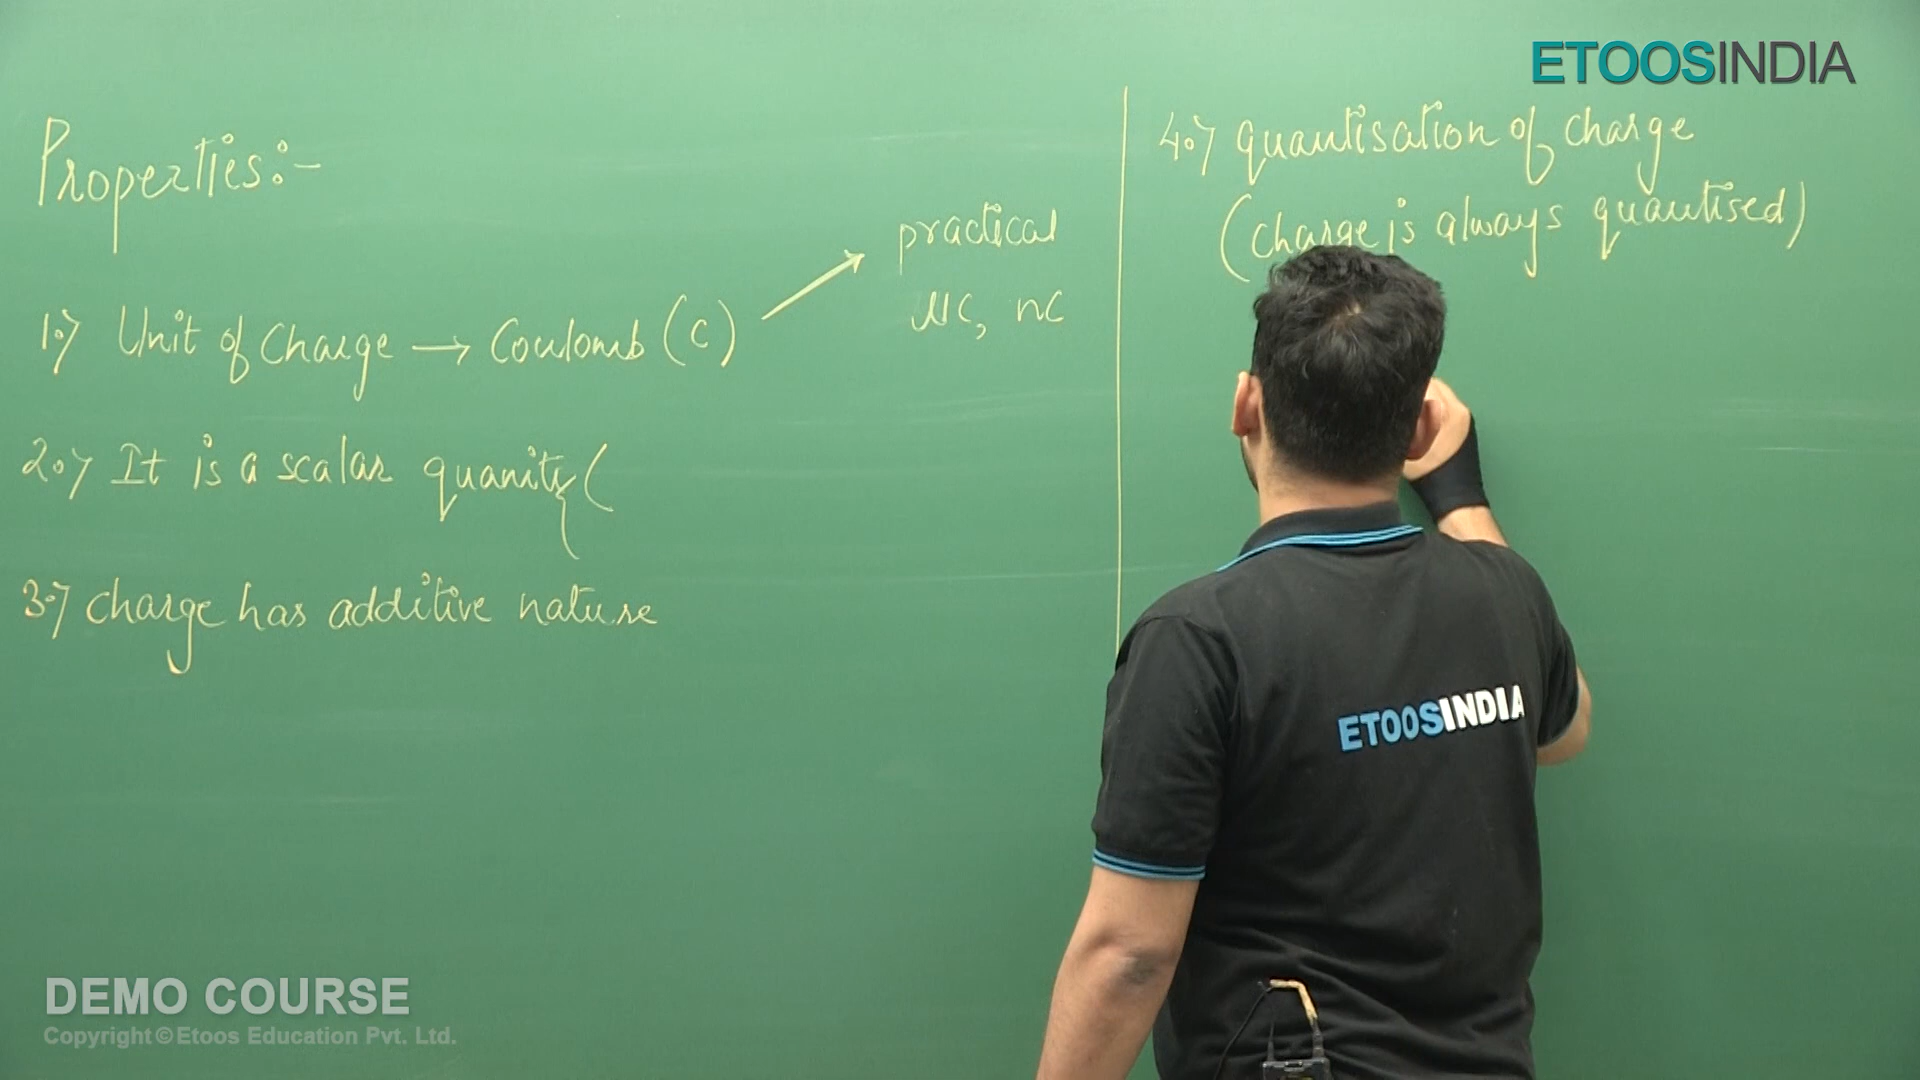 ETOOSINDIA
Properties:-
1.) Unit of Charge → Coulomb (C)
practical
μC, nC
2.) It is a scalar quanity (
3.) charge has additive nature
4.) quantisation of charge
(charge is always quantised)
ETOOSINDIA
DEMO COURSE
Copyright © Etoos Education Pvt. Ltd.